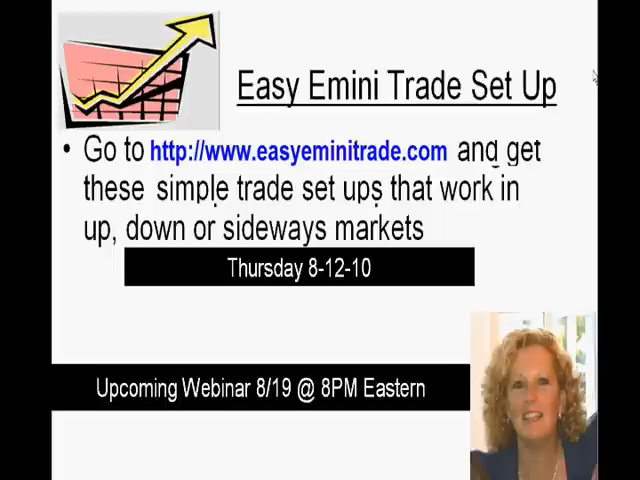 Easy Emini Trade Set Up
• Go to http://www.easyeminitrade.com and get
these simple trade set ups that work in
up, down or sideways markets
Thursday 8-12-10
Upcoming Webinar 8/19 @ 8PM Eastern